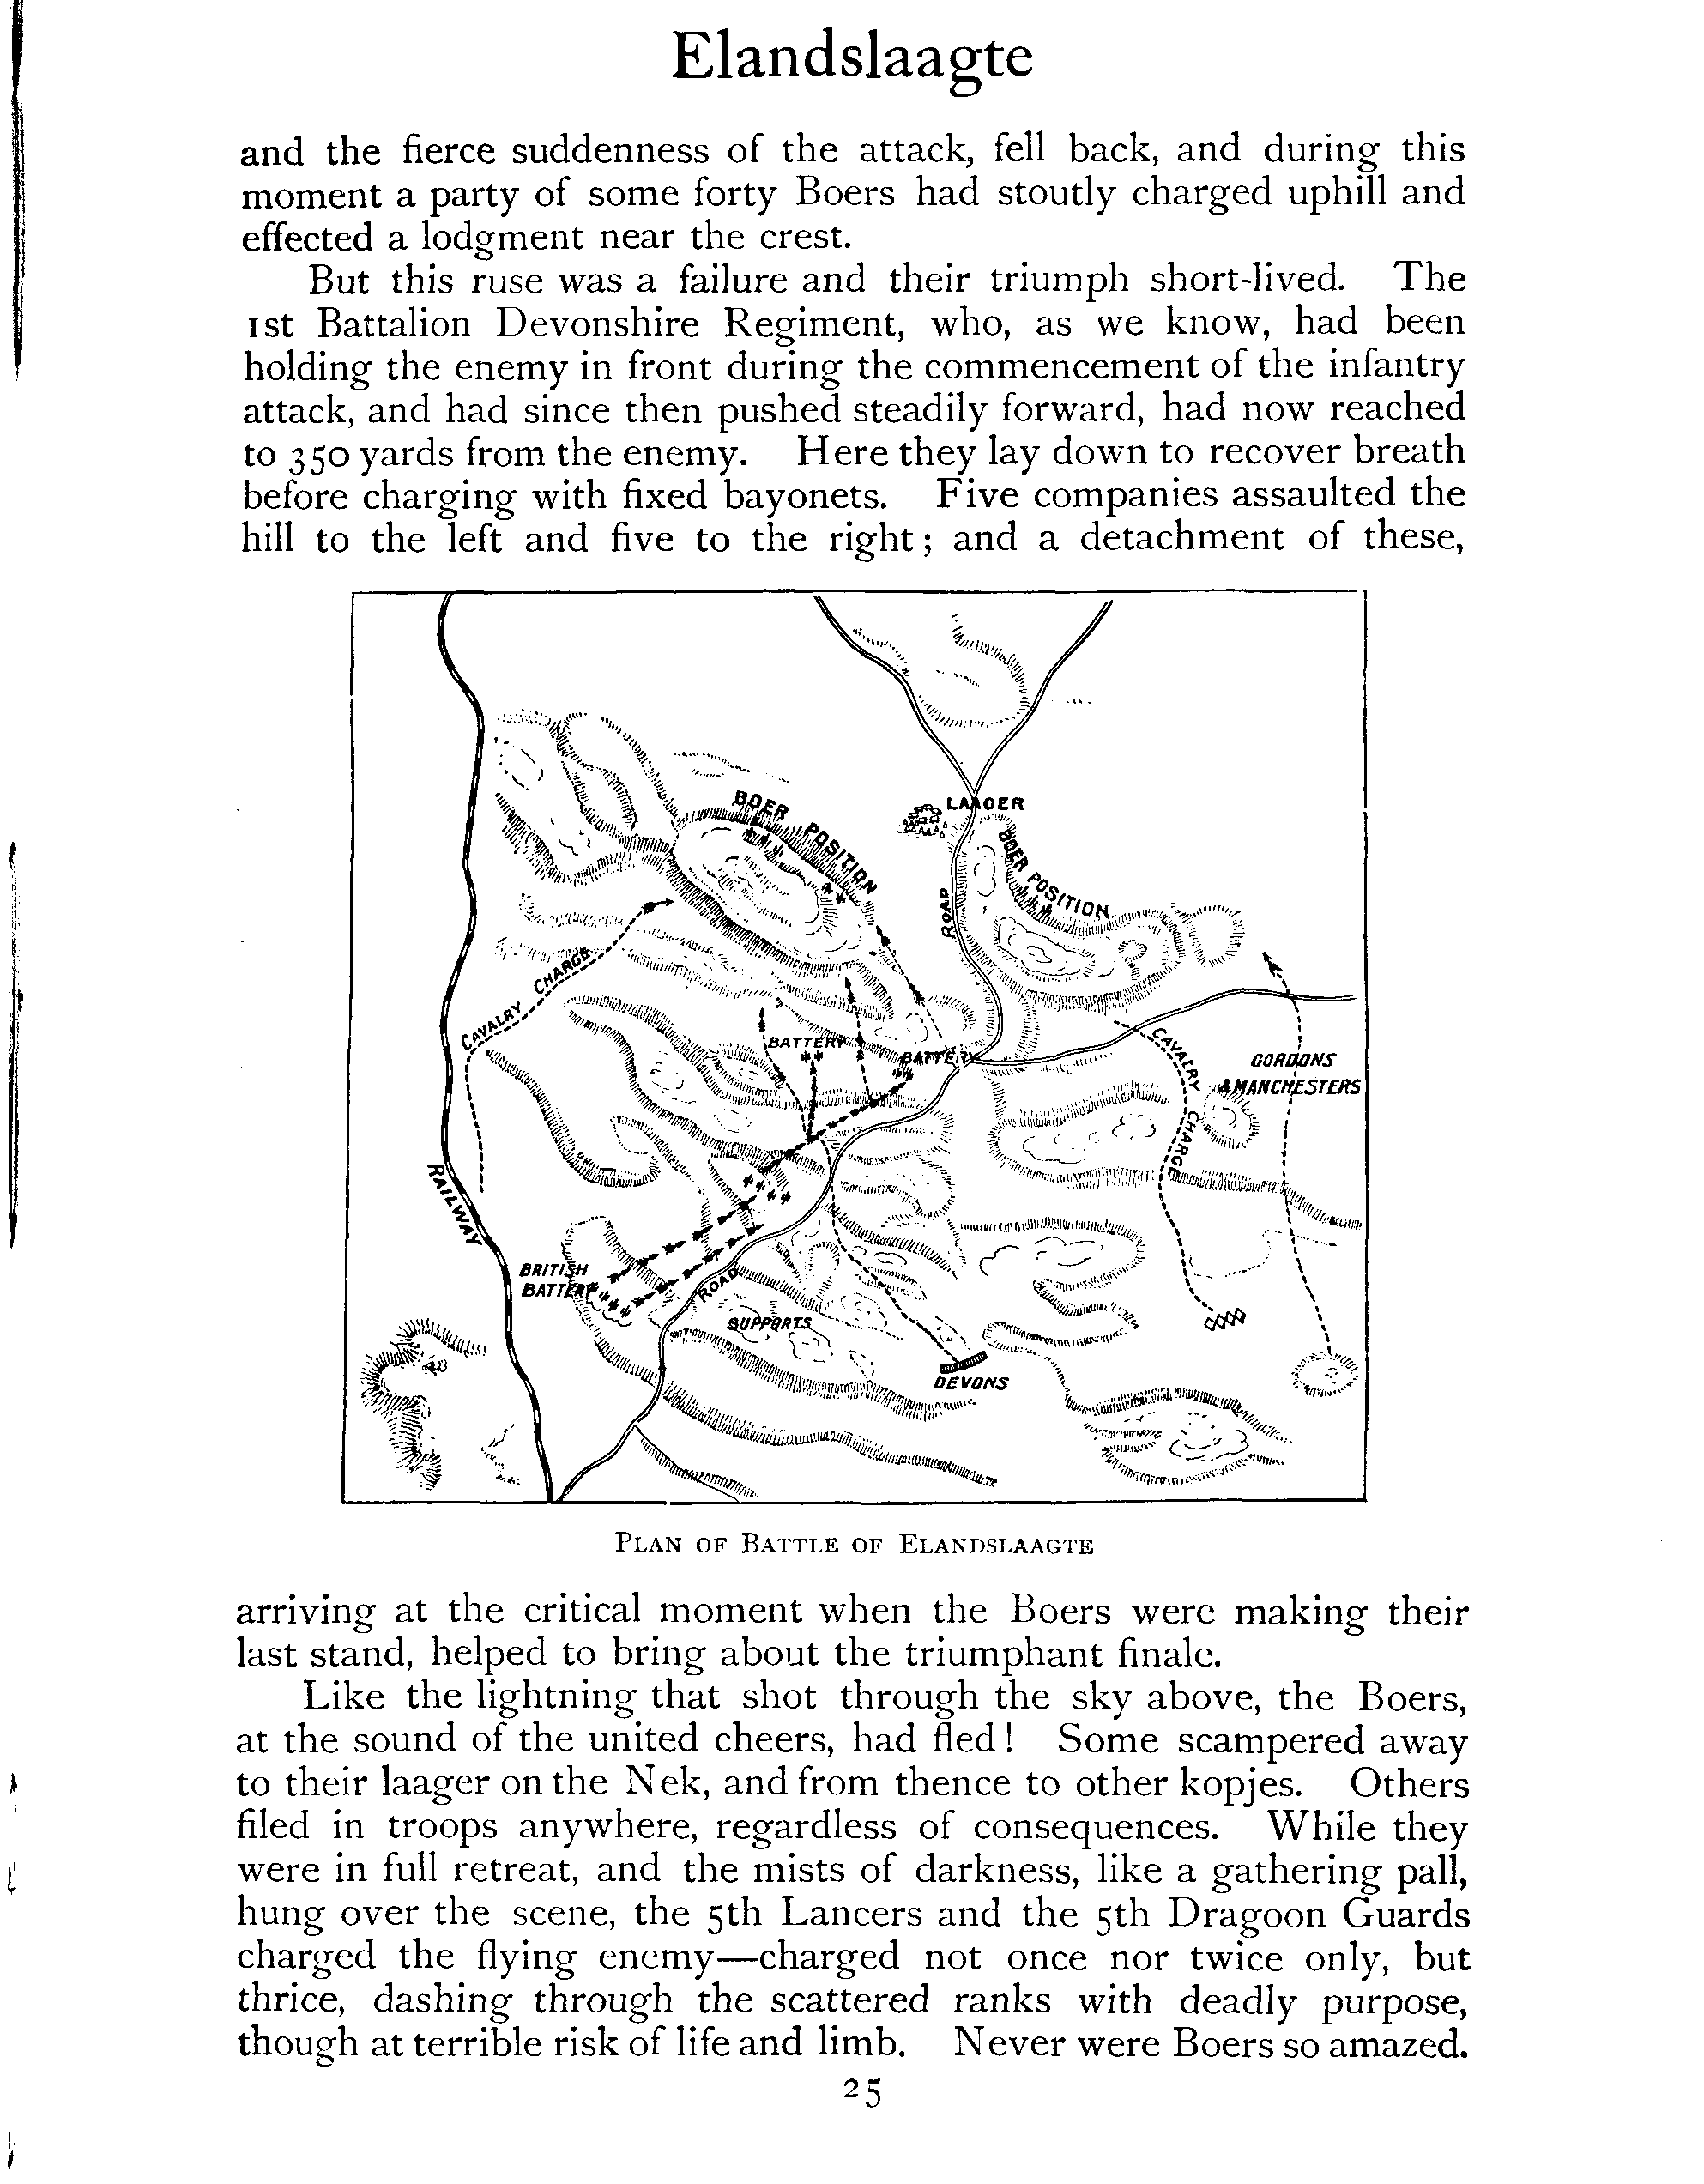 Elandslaagte
and the fierce suddenness of the attack, fell back, and during this
moment a party of some forty Boers had stoutly charged uphill and
effected a lodgment near the crest.
But this ruse was a failure and their triumph short-lived. The
1st Battalion Devonshire Regiment, who, as we know, had been
holding the enemy in front during the commencement of the infantry
attack, and had since then pushed steadily forward, had now reached
to 350 yards from the enemy. Here they lay down to recover breath
before charging with fixed bayonets. Five companies assaulted the
hill to the left and five to the right; and a detachment of these,
BOER POSITION
LAAGER
BOER POSITION
ROAD
CAVALRY CHARGE
BATTERY
BATTERY
CAVALRY CHARGE
GORDONS
& MANCHESTERS
RAILWAY
BRITISH
BATTERY
ROAD
SUPPORTS
DEVONS
PLAN OF BATTLE OF ELANDSLAAGTE
arriving at the critical moment when the Boers were making their
last stand, helped to bring about the triumphant finale.
Like the lightning that shot through the sky above, the Boers,
at the sound of the united cheers, had fled! Some scampered away
to their laager on the Nek, and from thence to other kopjes. Others
filed in troops anywhere, regardless of consequences. While they
were in full retreat, and the mists of darkness, like a gathering pall,
hung over the scene, the 5th Lancers and the 5th Dragoon Guards
charged the flying enemy—charged not once nor twice only, but
thrice, dashing through the scattered ranks with deadly purpose,
though at terrible risk of life and limb. Never were Boers so amazed.
25